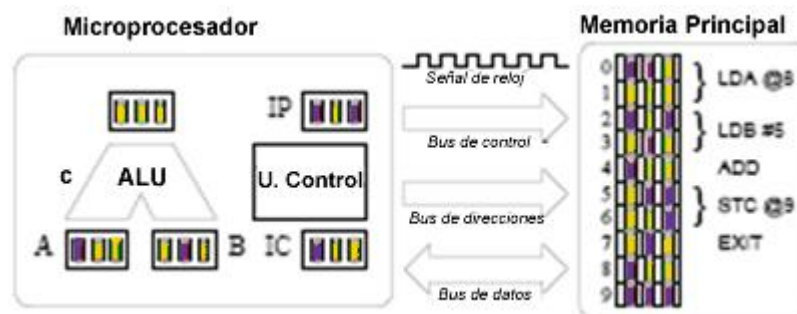 Microprocesador
Memoria Principal
Señal de reloj
IP
Bus de control
c
ALU
U. Control
Bus de direcciones
A
B
IC
Bus de datos
0
1
2
3
4
5
6
7
8
9
LDA @8
LDB #5
ADD
STC @9
EXIT